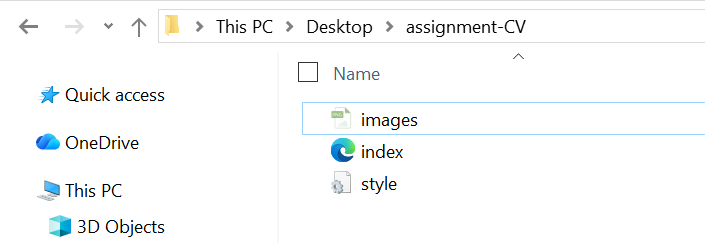 This PC > Desktop > assignment-CV
Name
Quick access
images
OneDrive
index
This PC
style
3D Objects